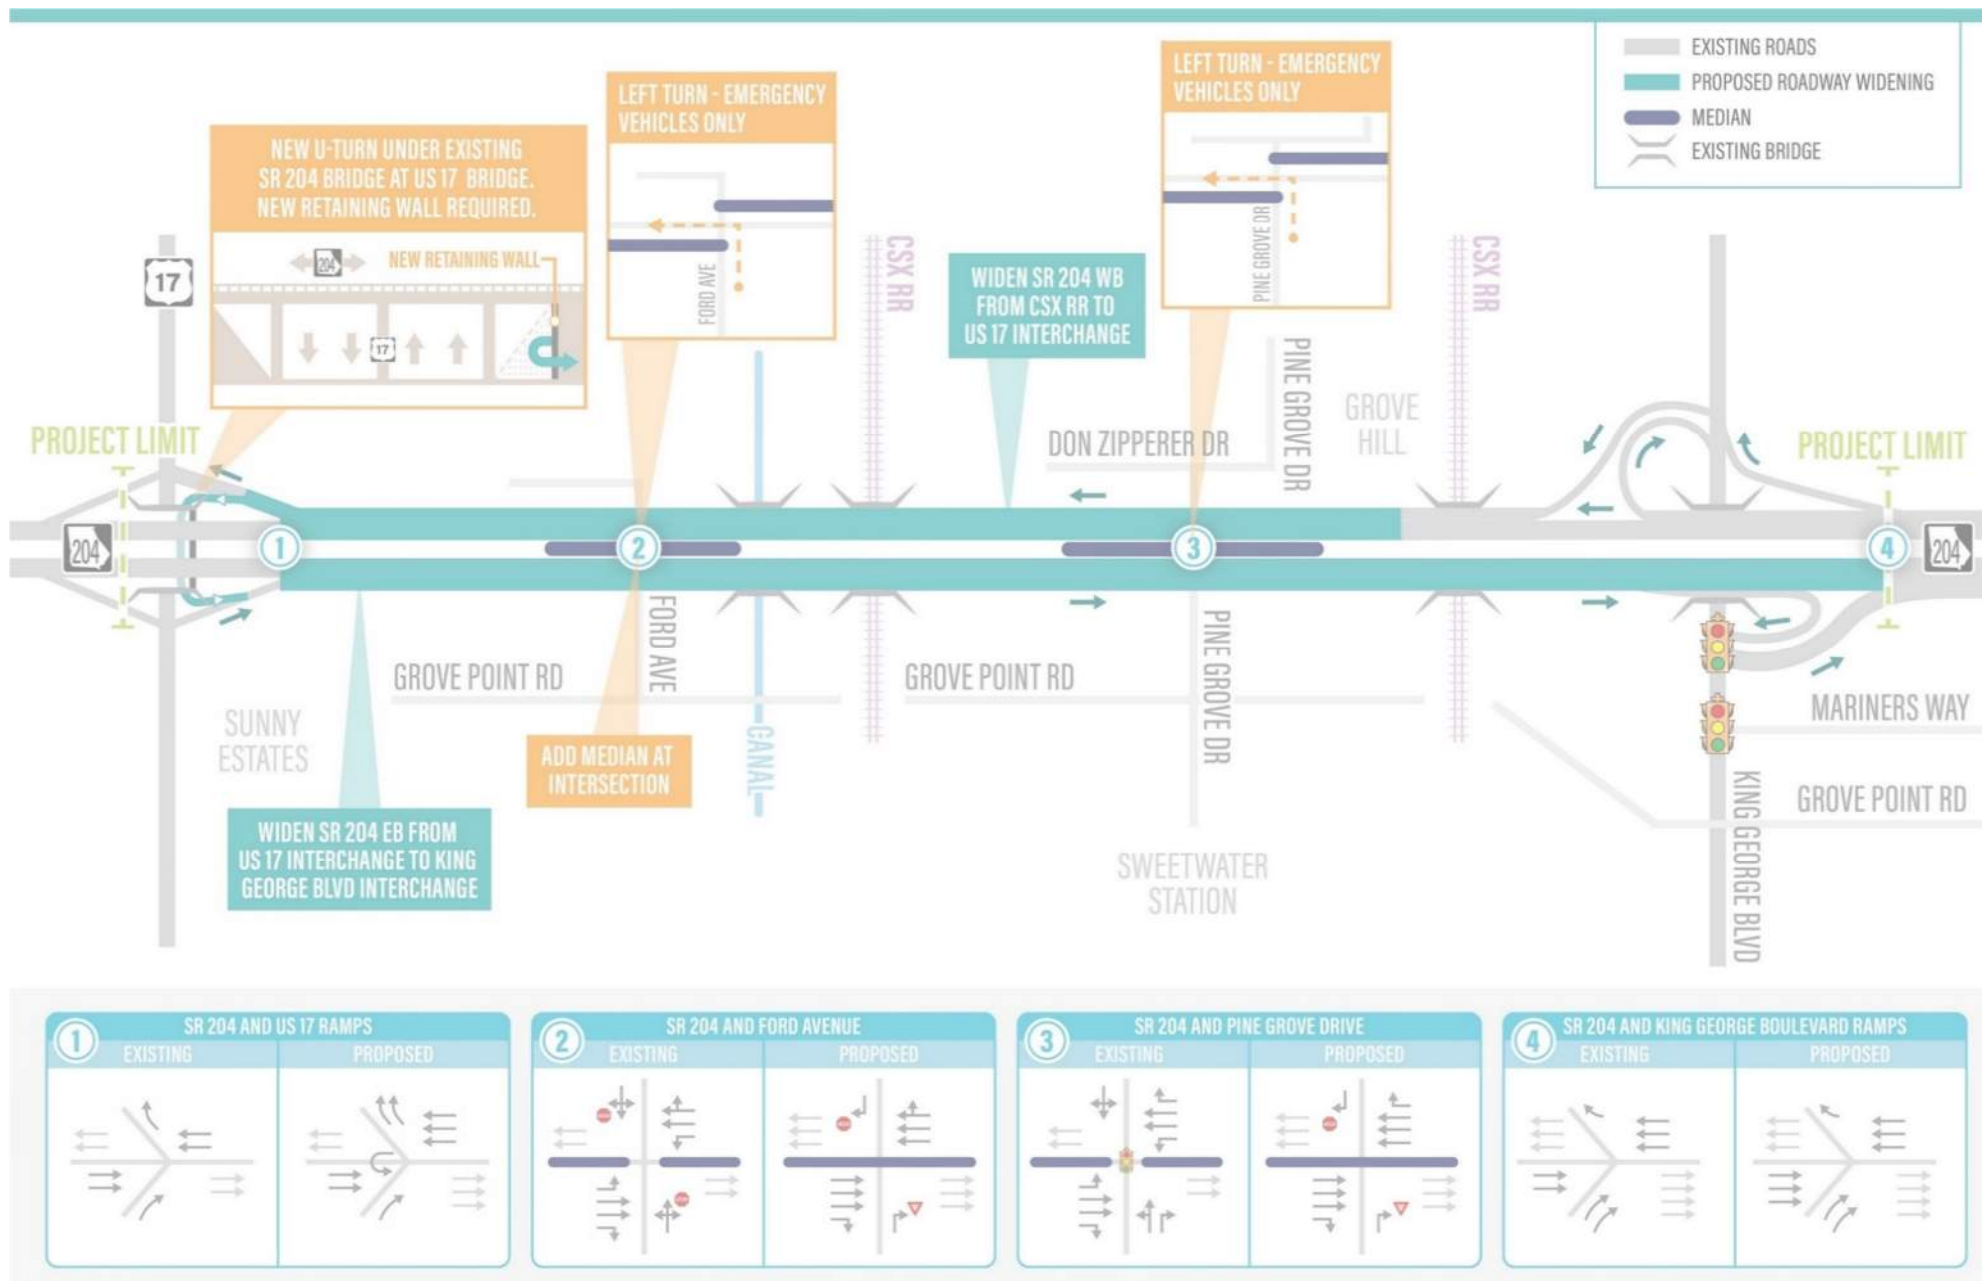 EXISTING ROADS
PROPOSED ROADWAY WIDENING
MEDIAN
EXISTING BRIDGE
LEFT TURN - EMERGENCY
VEHICLES ONLY
PINE GROVE DR
LEFT TURN - EMERGENCY
VEHICLES ONLY
FORD AVE
NEW U-TURN UNDER EXISTING
SR 204 BRIDGE AT US 17 BRIDGE.
NEW RETAINING WALL REQUIRED.
204
NEW RETAINING WALL
17
17
CSX RR
WIDEN SR 204 WB
FROM CSX RR TO
US 17 INTERCHANGE
CSX RR
PINE GROVE DR
GROVE
HILL
PROJECT LIMIT
DON ZIPPERER DR
PROJECT LIMIT
204
1
2
3
4
204
FORD AVE
PINE GROVE DR
GROVE POINT RD
GROVE POINT RD
SUNNY
ESTATES
CANAL
MARINERS WAY
ADD MEDIAN AT
INTERSECTION
KING GEORGE BLVD
GROVE POINT RD
WIDEN SR 204 EB FROM
US 17 INTERCHANGE TO KING
GEORGE BLVD INTERCHANGE
SWEETWATER
STATION
1
SR 204 AND US 17 RAMPS
EXISTING
PROPOSED
2
SR 204 AND FORD AVENUE
EXISTING
PROPOSED
3
SR 204 AND PINE GROVE DRIVE
EXISTING
PROPOSED
4
SR 204 AND KING GEORGE BOULEVARD RAMPS
EXISTING
PROPOSED